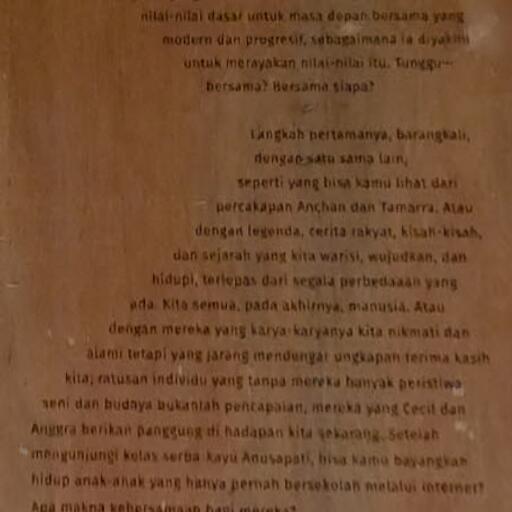 nilai-nilai dasar untuk masa depan bersama yang
modern dan progresif, sebagaimana ia diyakini
untuk merayakan nilai-nilai itu. Tunggu—
bersama? Bersama siapa?
Langkah pertamanya, barangkali,
dengan satu sama lain,
seperti yang bisa kamu lihat dari
percakapan Anchan dan Tamarra. Atau
dengan legenda, cerita rakyat, kisah-kisah,
dan sejarah yang kita warisi, wujudkan, dan
hidupi, terlepas dari segala perbedaaan yang
ada. Kita semua, pada akhirnya, manusia. Atau
dengan mereka yang karya-karyanya kita nikmati dan
alami tetapi yang jarang mendengar ungkapan terima kasih
kita; ratusan individu yang tanpa mereka banyak peristiwa
seni dan budaya bukanlah pencapaian, mereka yang Cecil dan
Anggra berikan panggung di hadapan kita sekarang. Setelah
mengunjungi kelas serba kayu Anusapati, bisa kamu bayangkan
hidup anak-anak yang hanya pernah bersekolah melalui internet?
Apa makna kebersamaan bagi mereka?